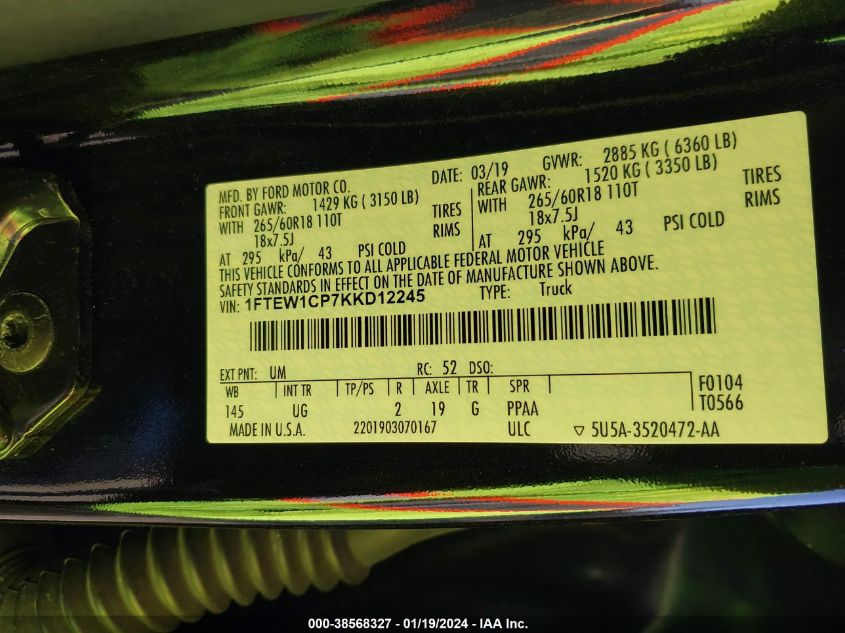 MFD. BY FORD MOTOR CO. DATE: 03/19 GVWR: 2885 KG ( 6360 LB)
FRONT GAWR: 1429 KG ( 3150 LB) REAR GAWR: 1520 KG ( 3350 LB)
WITH 265/60R18 110T TIRES WITH 265/60R18 110T TIRES
18x7.5J RIMS 18x7.5J RIMS
AT 295 kPa/ 43 PSI COLD AT 295 kPa/ 43 PSI COLD
THIS VEHICLE CONFORMS TO ALL APPLICABLE FEDERAL MOTOR VEHICLE
SAFETY STANDARDS IN EFFECT ON THE DATE OF MANUFACTURE SHOWN ABOVE.
VIN: 1FTEW1CP7KKD12245 TYPE: Truck
EXT PNT: UM RC: 52 DSO:
WB INT TR TP/PS R AXLE TR SPR F0104
145 UG 2 19 G PPAA T0566
MADE IN U.S.A. 2201903070167 ULC ▽ 5U5A-3520472-AA
000-38568327 - 01/19/2024 - IAA Inc.